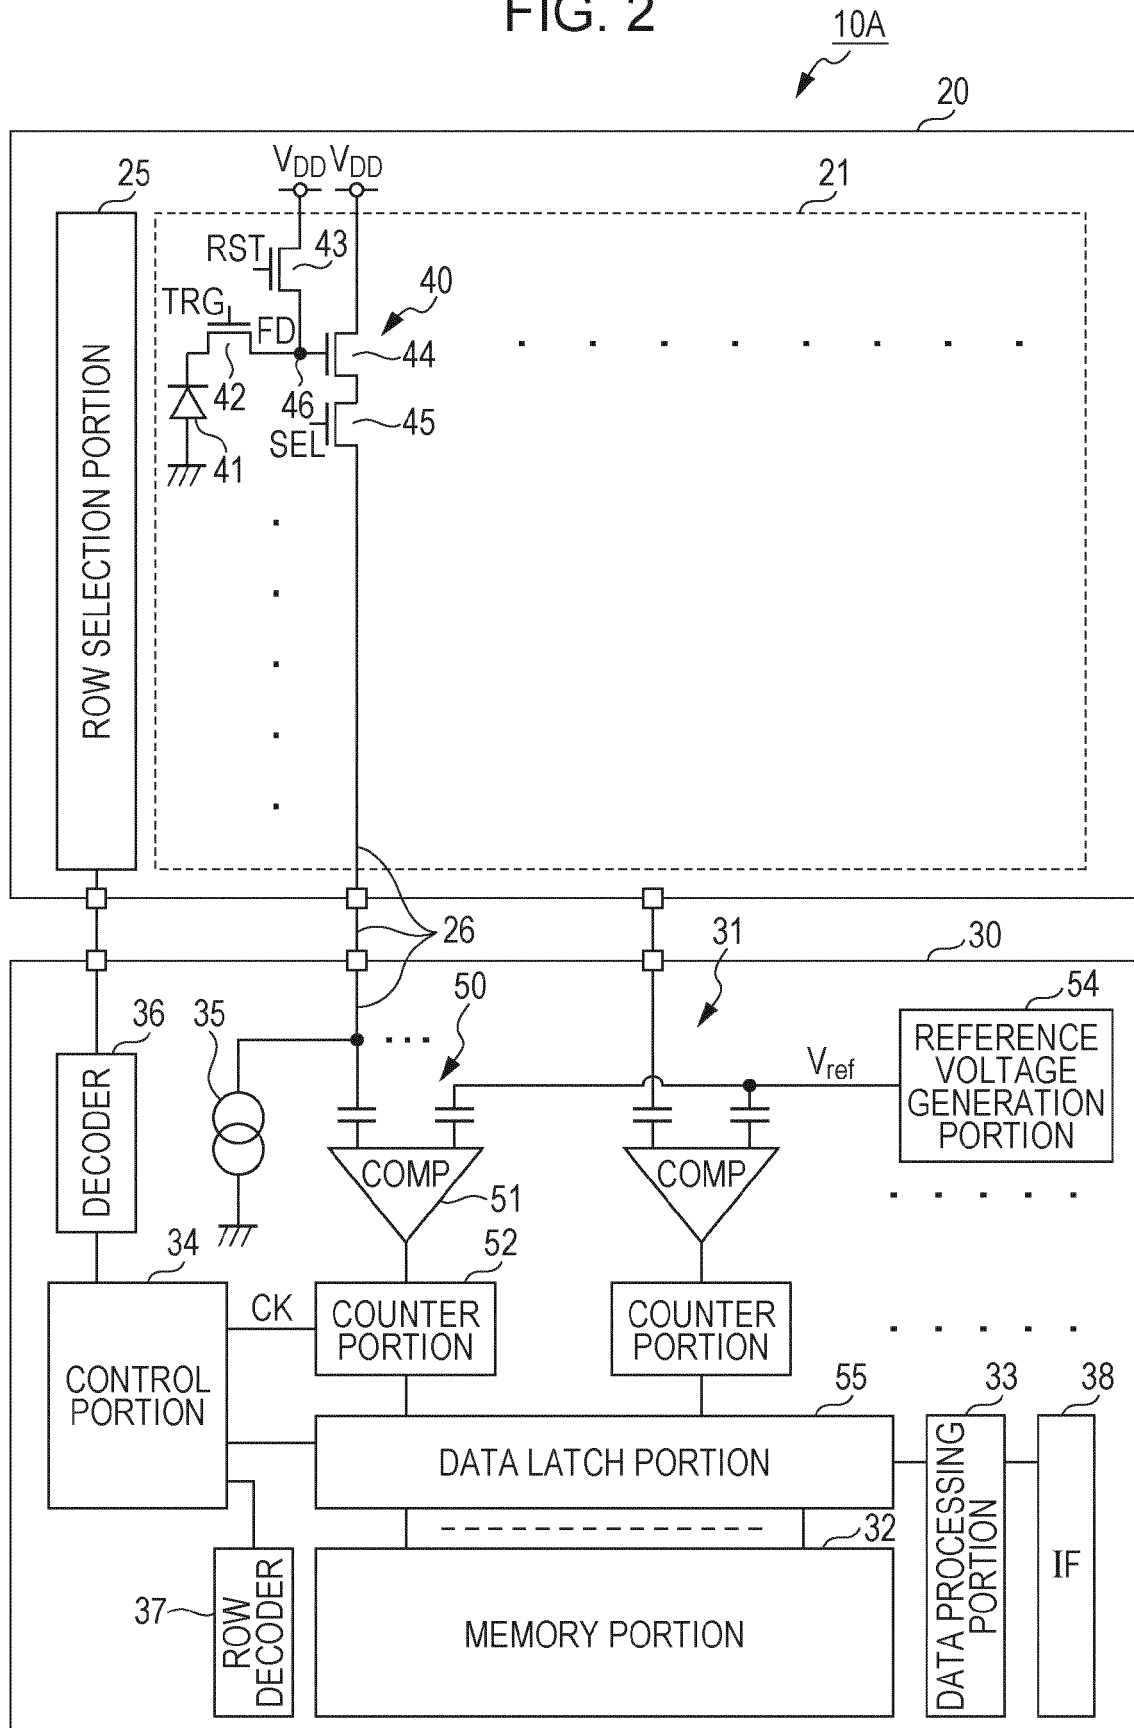 FIG. 2
10A
20
25
VDD VDD
21
RST
43
TRG
FD
40
44
42
46
45
SEL
41
ROW SELECTION PORTION
26
31
30
36
35
50
54
REFERENCE
VOLTAGE
GENERATION
PORTION
Vref
DECODER
COMP
COMP
51
34
52
CK
COUNTER
PORTION
COUNTER
PORTION
CONTROL
PORTION
55
33
38
DATA LATCH PORTION
DATA PROCESSING
PORTION
IF
32
37
ROW
DECODER
MEMORY PORTION